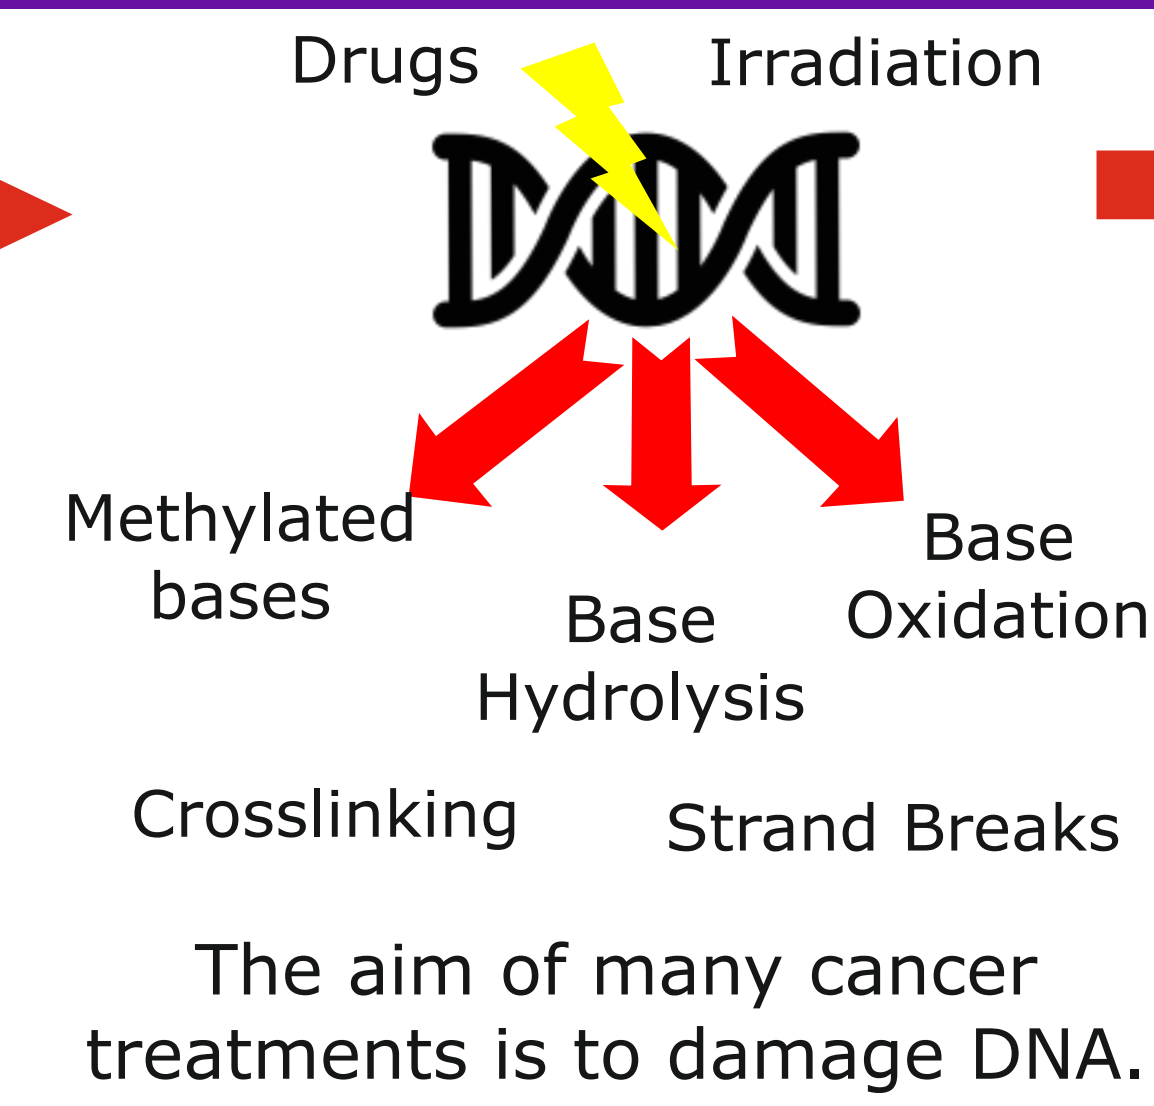 Drugs
Irradiation
Methylated
bases
Base
Hydrolysis
Base
Oxidation
Crosslinking
Strand Breaks
The aim of many cancer
treatments is to damage DNA.